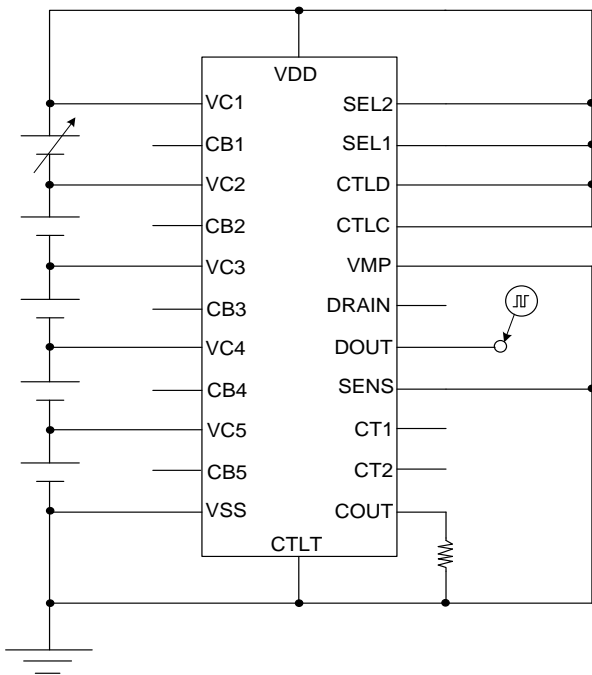 VDD
VC1
SEL2
CB1
SEL1
VC2
CTLD
CB2
CTLC
VC3
VMP
CB3
DRAIN
VC4
DOUT
CB4
SENS
VC5
CT1
CB5
CT2
VSS
COUT
CTLT